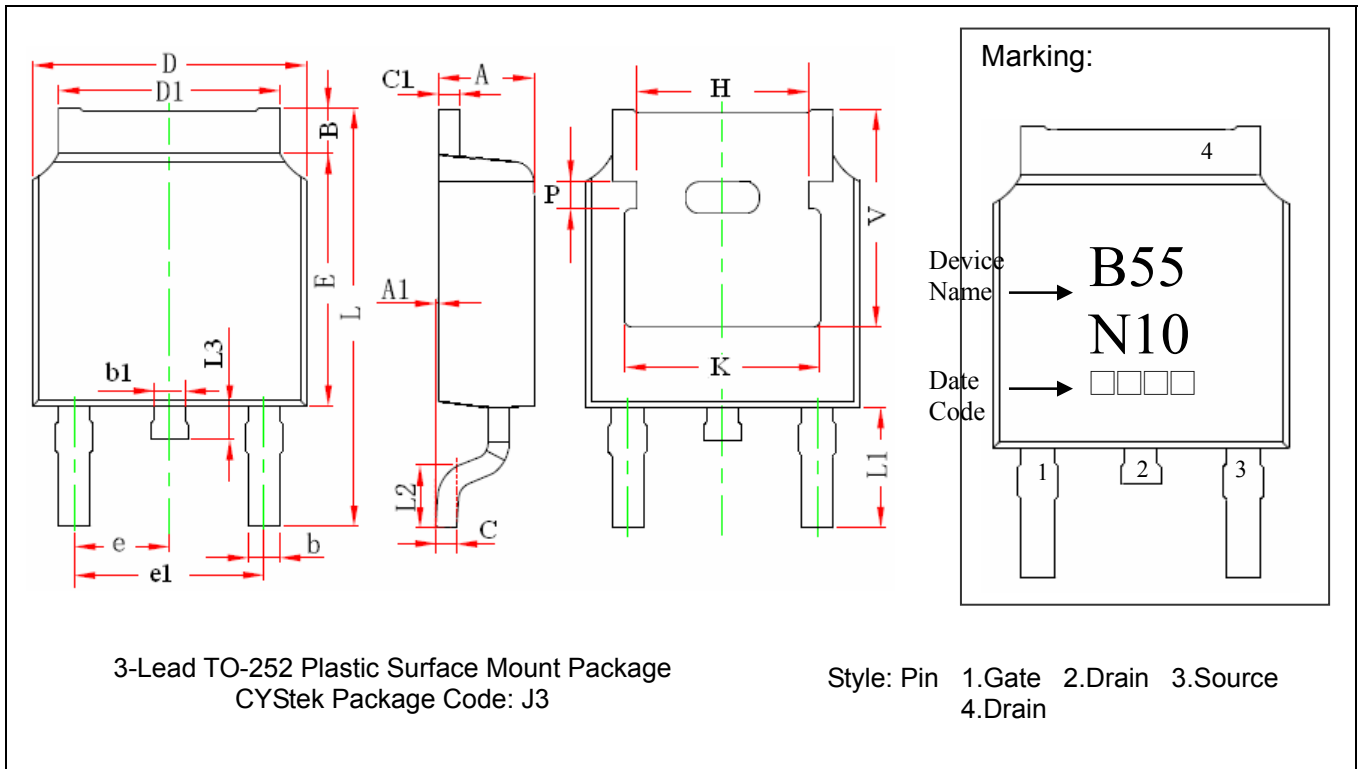 D
D1
B
E
L
L3
b1
e
e1
b
C1
A
A1
L2
C
H
P
V
K
L1
Marking:
4
Device
Name
B55
N10
Date
Code
□□□□
1 2 3
3-Lead TO-252 Plastic Surface Mount Package
CYStek Package Code: J3
Style: Pin 1.Gate 2.Drain 3.Source
4.Drain